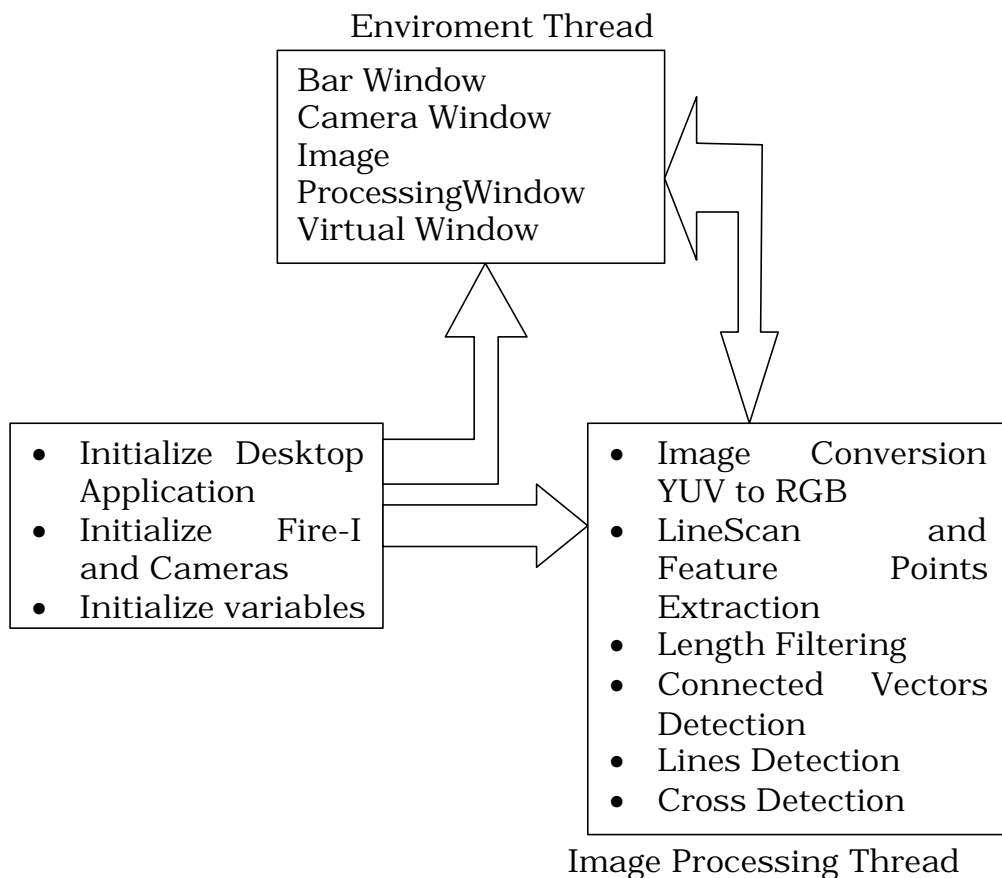 Enviroment Thread
Bar Window
Camera Window
Image
ProcessingWindow
Virtual Window
• Initialize Desktop
Application
• Initialize Fire-I
and Cameras
• Initialize variables
• Image Conversion
YUV to RGB
• LineScan and
Feature Points
Extraction
• Length Filtering
• Connected Vectors
Detection
• Lines Detection
• Cross Detection
Image Processing Thread